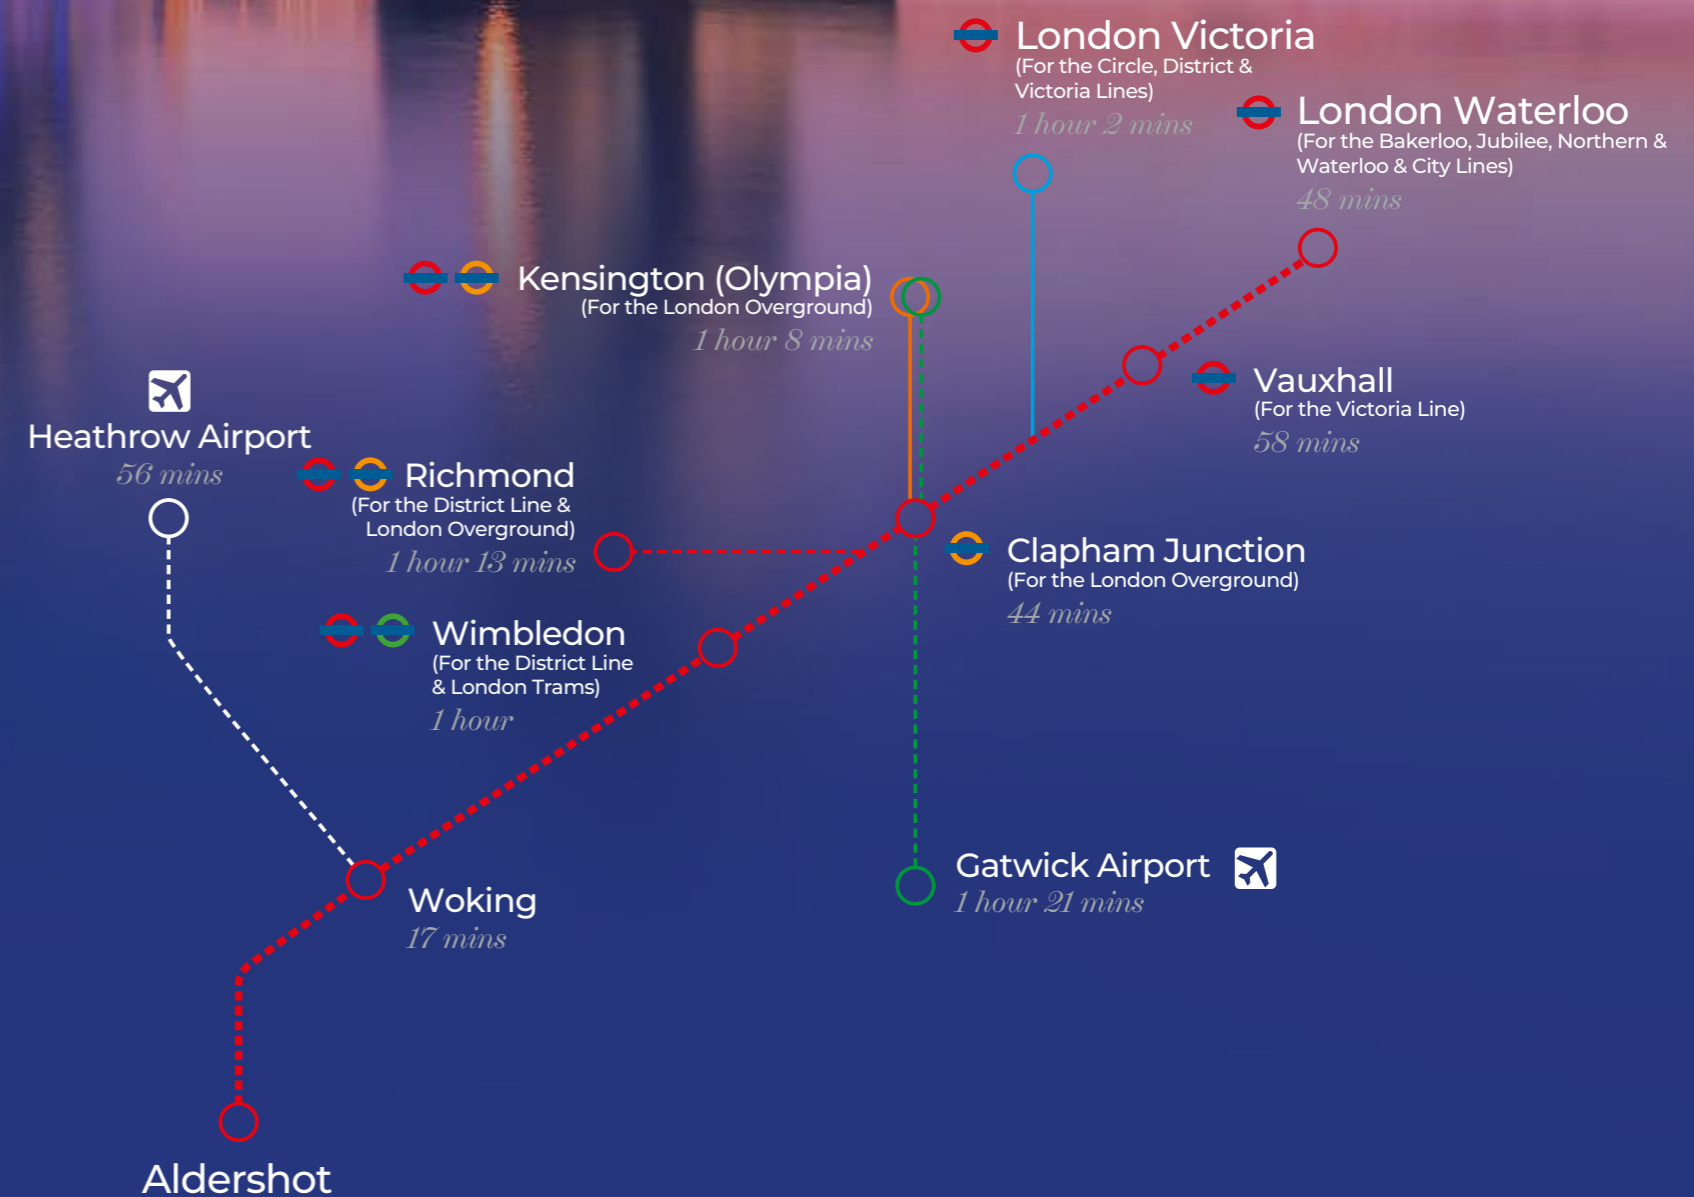 London Victoria
(For the Circle, District &
Victoria Lines)
1 hour 2 mins
London Waterloo
(For the Bakerloo, Jubilee, Northern &
Waterloo & City Lines)
48 mins
Kensington (Olympia)
(For the London Overground)
1 hour 8 mins
Vauxhall
(For the Victoria Line)
58 mins
Heathrow Airport
56 mins
Richmond
(For the District Line &
London Overground)
1 hour 13 mins
Clapham Junction
(For the London Overground)
44 mins
Wimbledon
(For the District Line
& London Trams)
1 hour
Gatwick Airport
1 hour 21 mins
Woking
17 mins
Aldershot